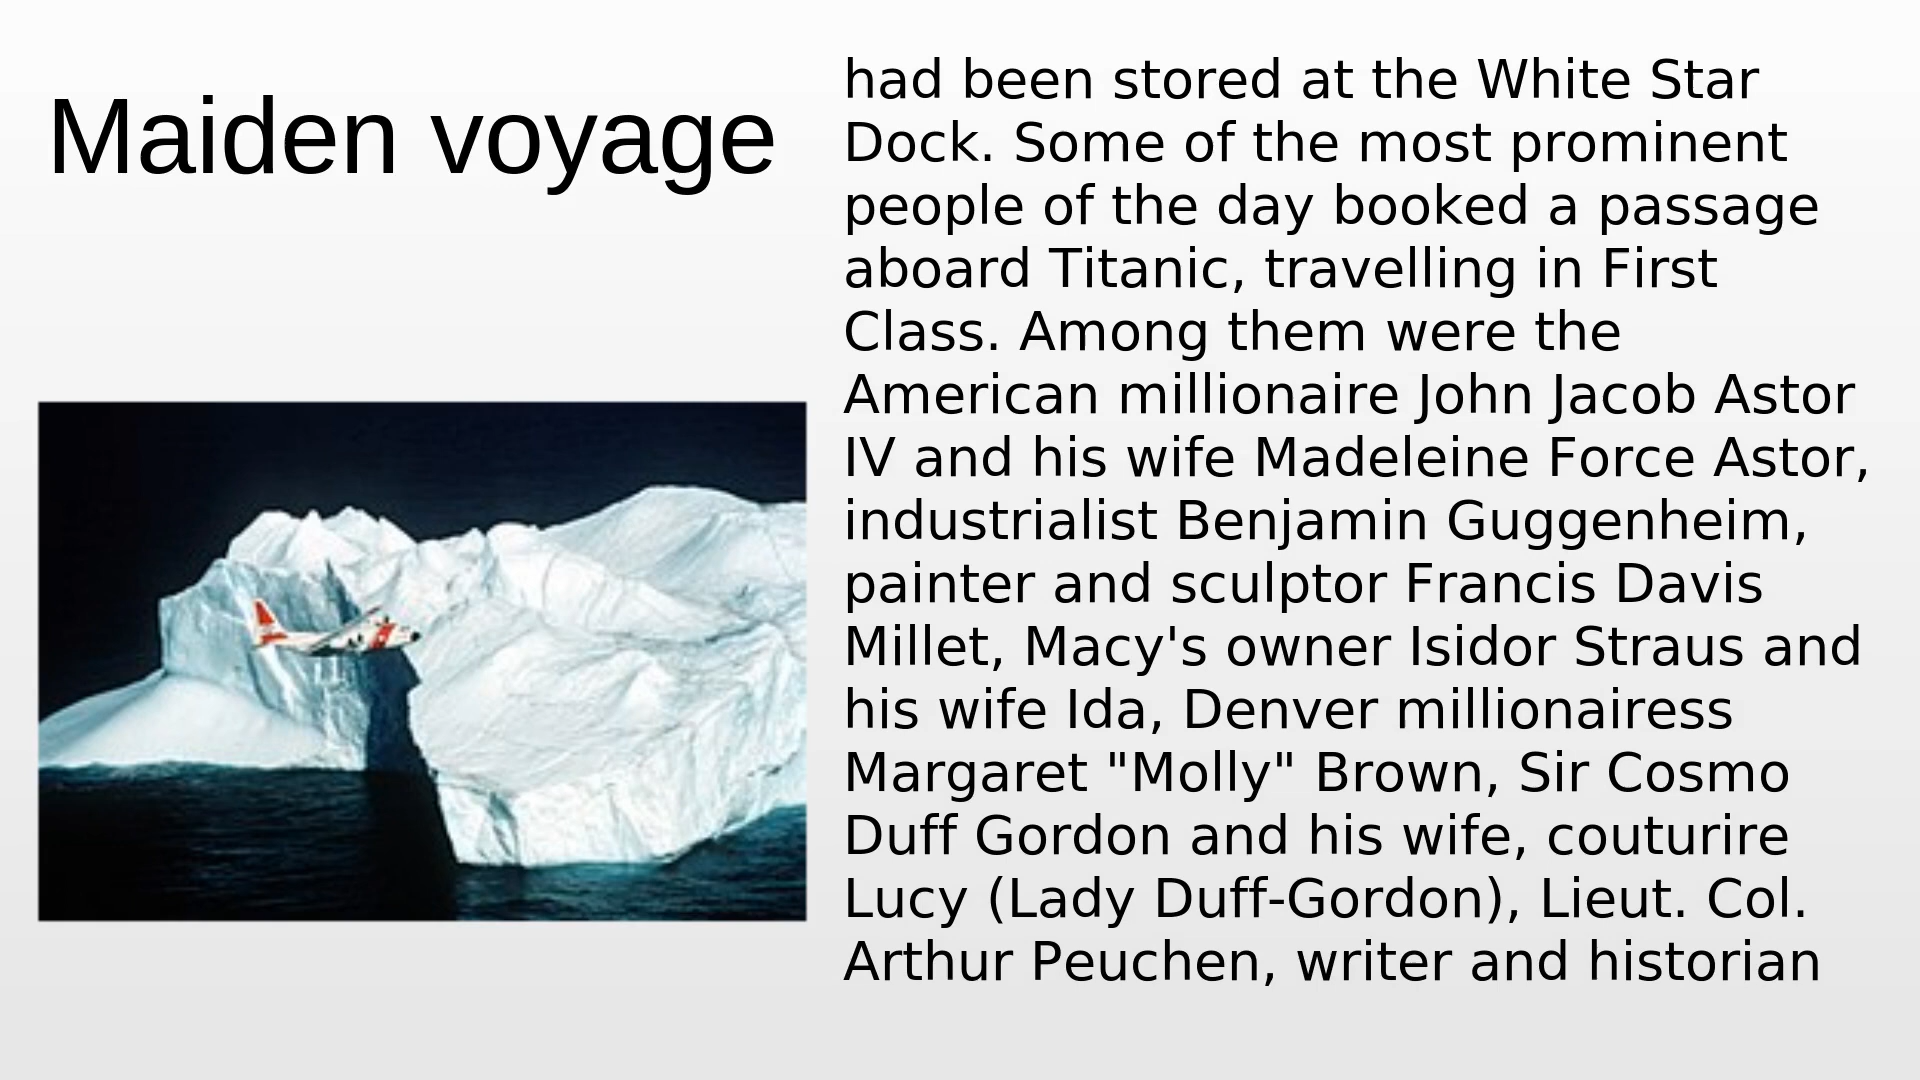 Maiden voyage
had been stored at the White Star
Dock. Some of the most prominent
people of the day booked a passage
aboard Titanic, travelling in First
Class. Among them were the
American millionaire John Jacob Astor
IV and his wife Madeleine Force Astor,
industrialist Benjamin Guggenheim,
painter and sculptor Francis Davis
Millet, Macy's owner Isidor Straus and
his wife Ida, Denver millionairess
Margaret "Molly" Brown, Sir Cosmo
Duff Gordon and his wife, couturire
Lucy (Lady Duff-Gordon), Lieut. Col.
Arthur Peuchen, writer and historian